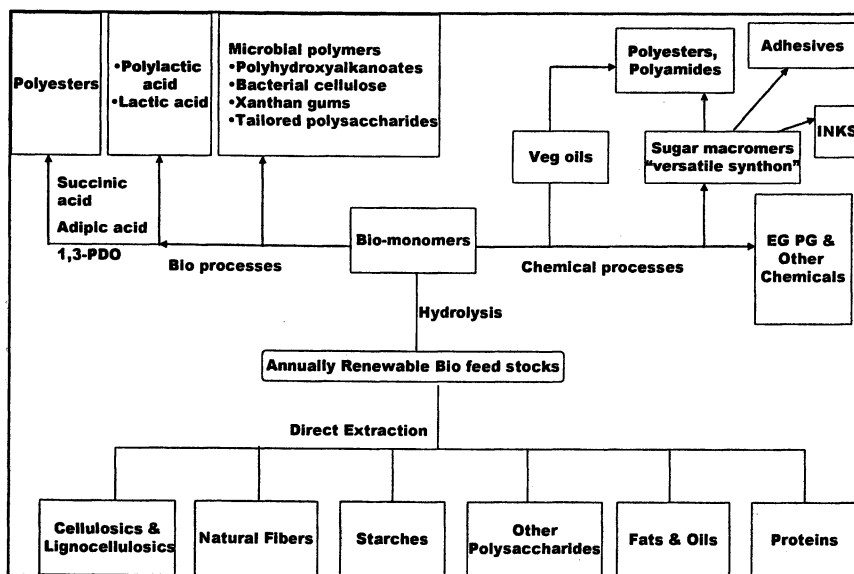 Polyesters
•Polylactic
acid
•Lactic acid
Microbial polymers
•Polyhydroxyalkanoates
•Bacterial cellulose
•Xanthan gums
•Tailored polysaccharides
Polyesters,
Polyamides
Adhesives
Veg oils
Sugar macromers
"versatile synthon"
INKS
Succinic
acid
Adipic acid
1,3-PDO
Bio processes
Bio-monomers
Chemical processes
EG PG &
Other
Chemicals
Hydrolysis
Annually Renewable Bio feed stocks
Direct Extraction
Cellulosics &
Lignocellulosics
Natural Fibers
Starches
Other
Polysaccharides
Fats & Oils
Proteins